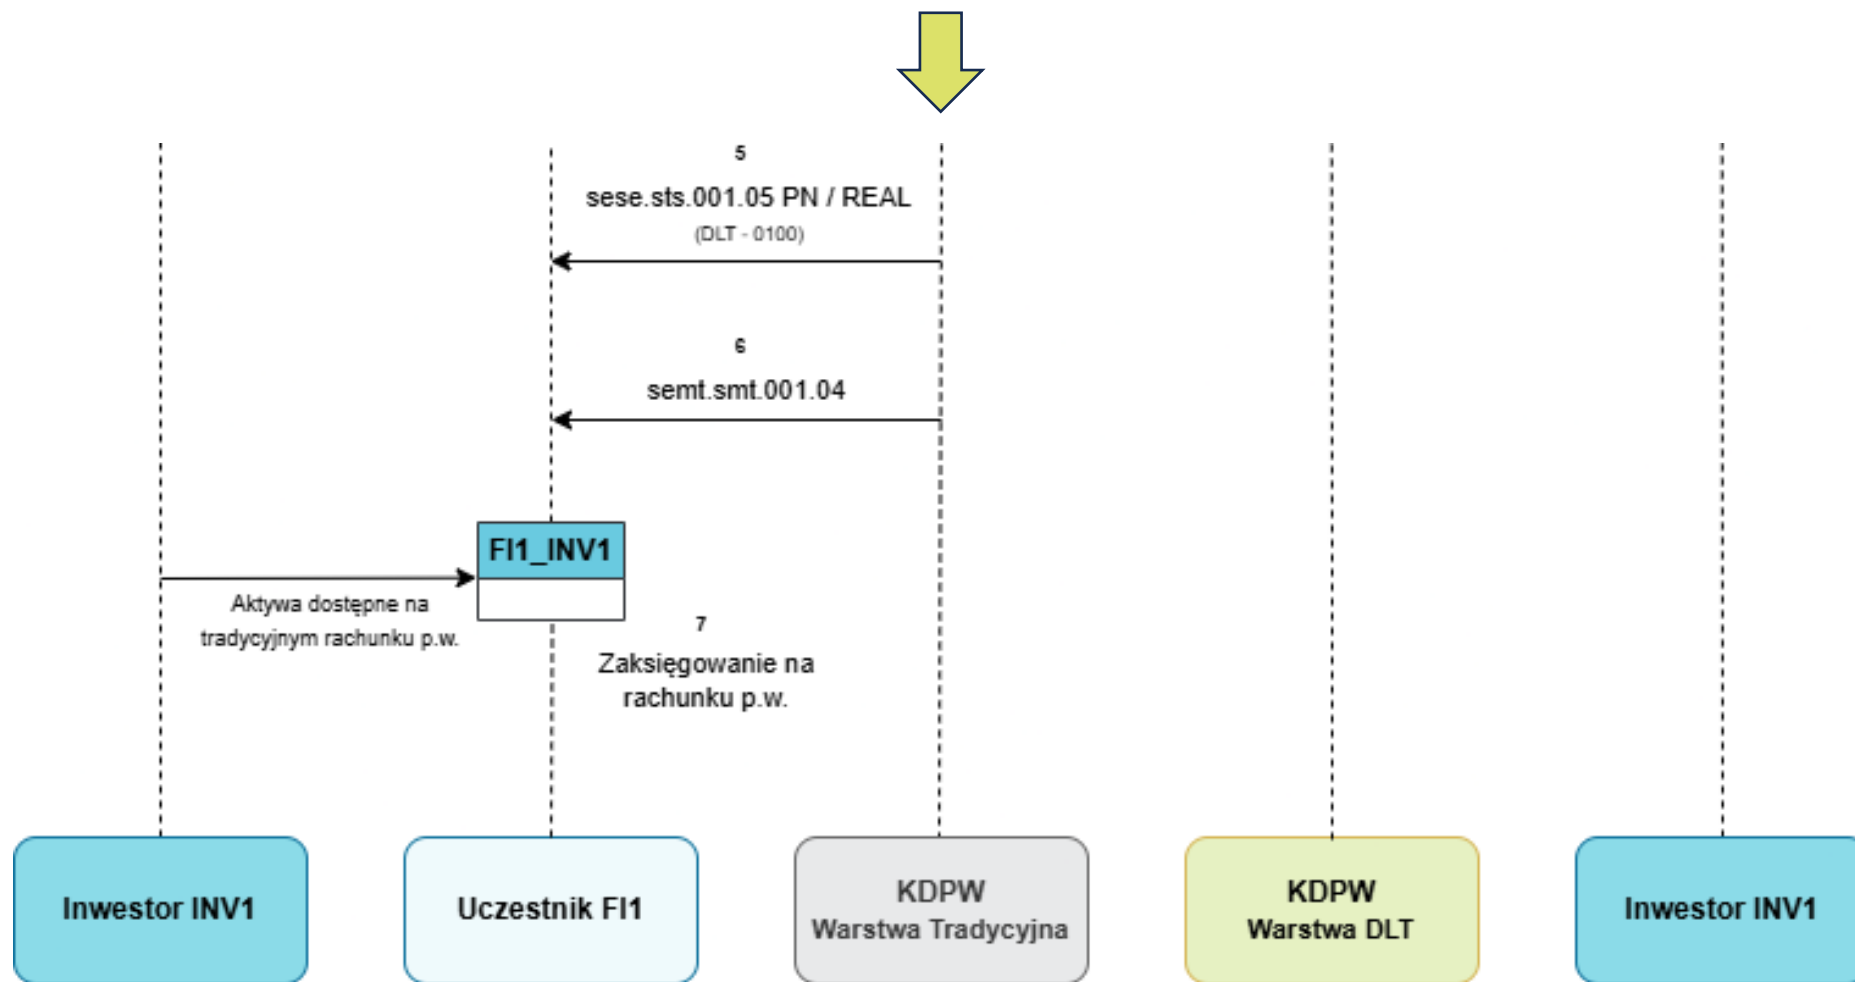 5
sese.sts.001.05 PN / REAL
(DLT - 0100)
6
semt.smt.001.04
FI1_INV1
Aktywa dostępne na
tradycyjnym rachunku p.w.
7
Zaksięgowanie na
rachunku p.w.
Inwestor INV1
Uczestnik FI1
KDPW
Warstwa Tradycyjna
KDPW
Warstwa DLT
Inwestor INV1